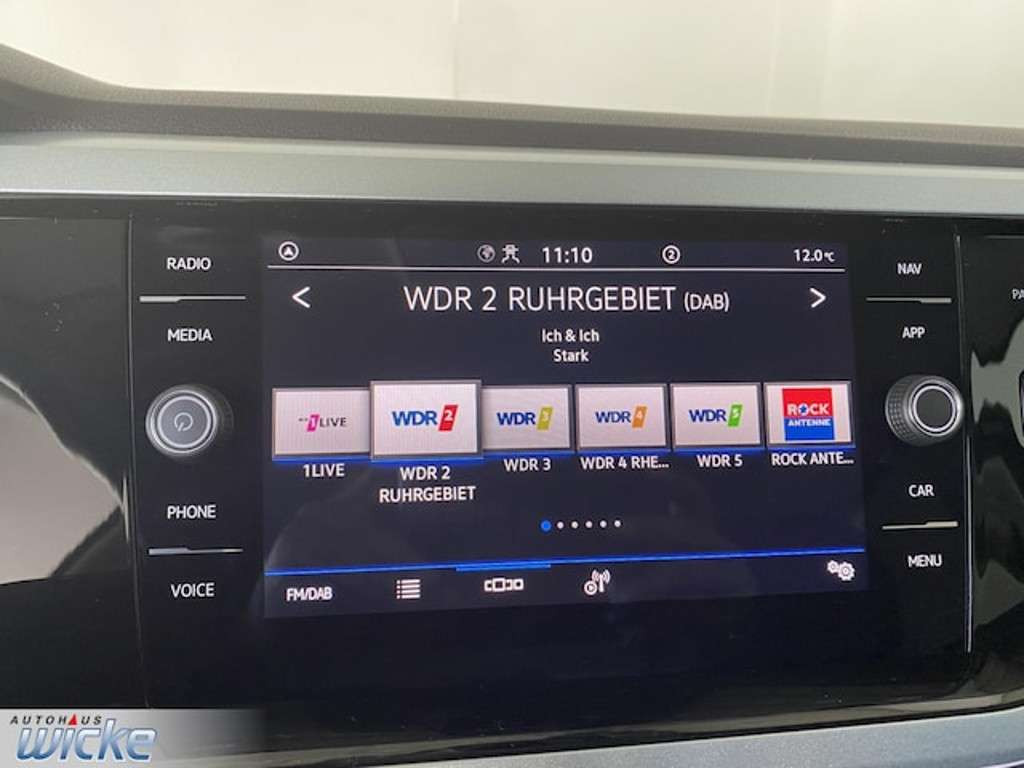 RADIO
MEDIA
PHONE
VOICE
11:10
2
12.0°C
< WDR 2 RUHRGEBIET (DAB) >
Ich & Ich
Stark
1LIVE
WDR 2
WDR 3
WDR 4
WDR 5
ROCK
ANTENNE
1LIVE
WDR 2
RUHRGEBIET
WDR 3
WDR 4 RHE...
WDR 5
ROCK ANTE...
FM/DAB
NAV
APP
CAR
MENU
AUTOHAUS
wicke